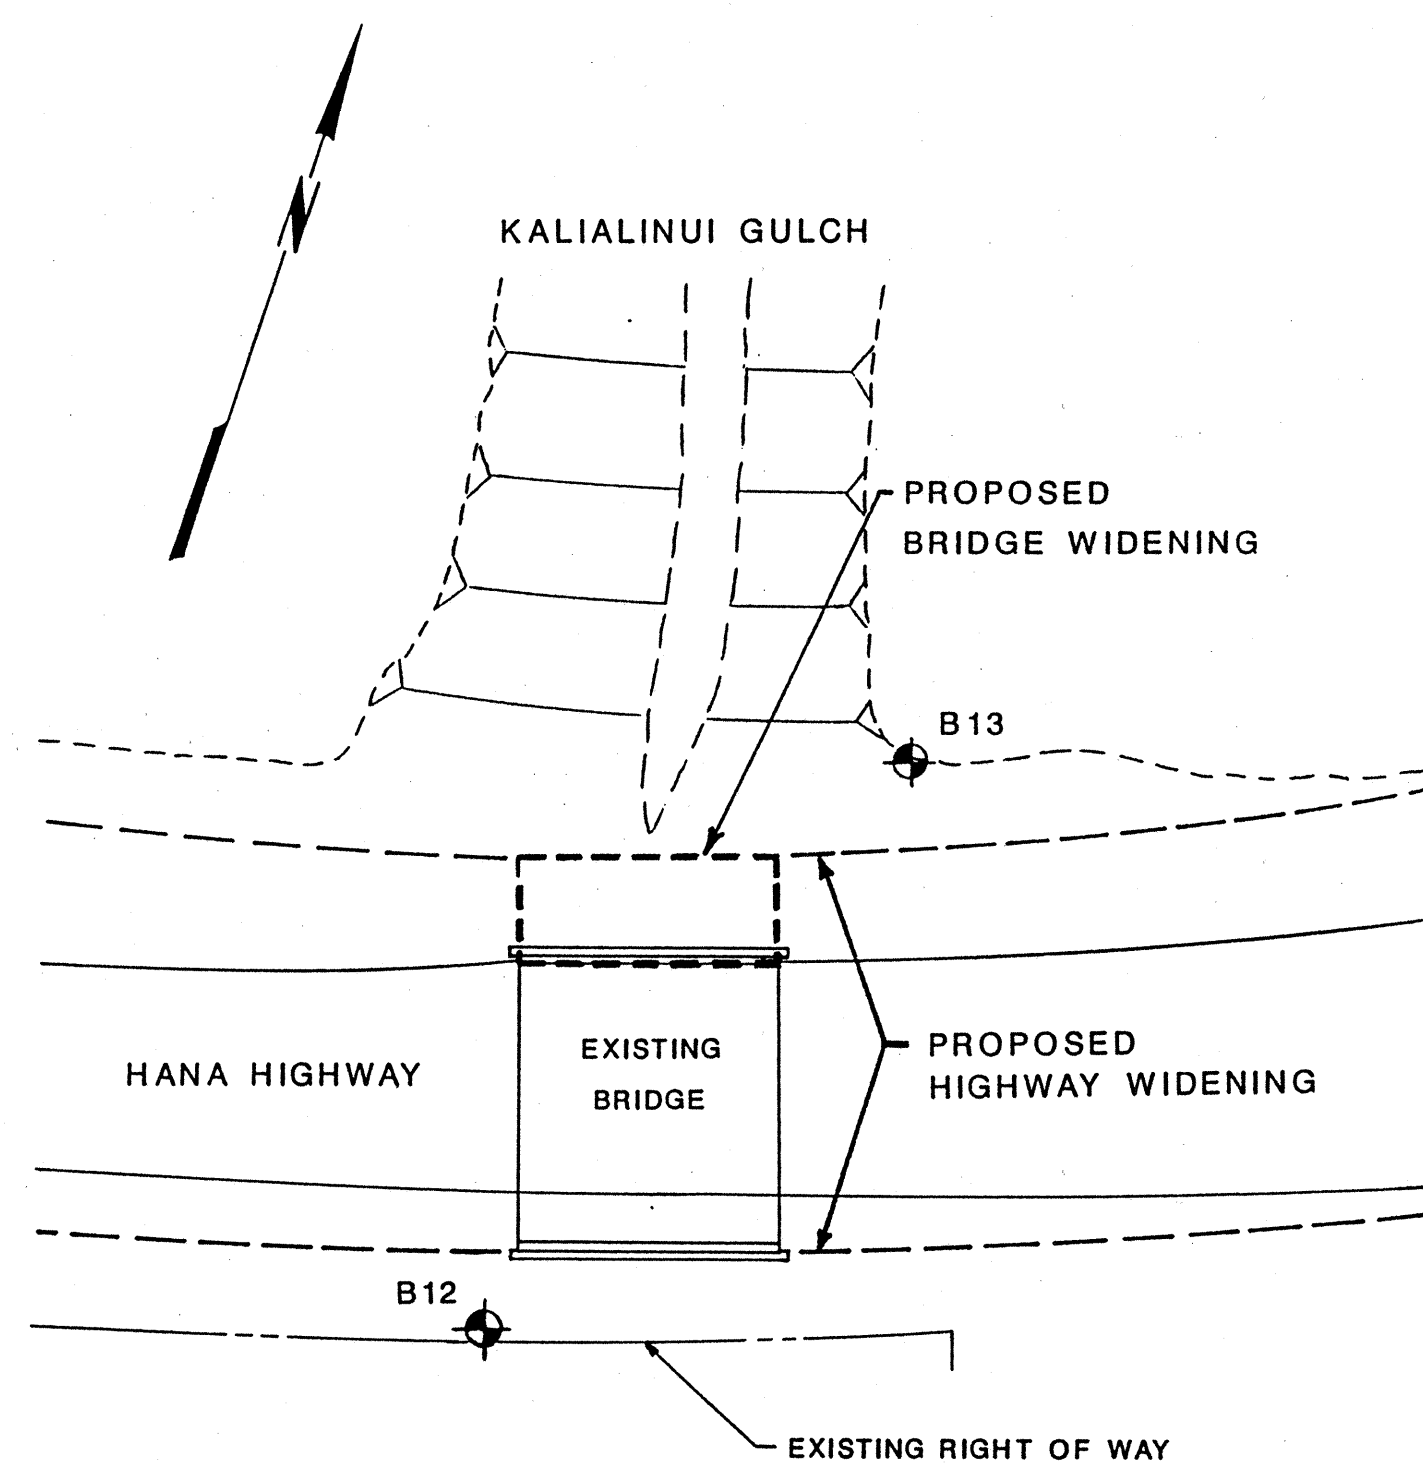 N
KALIALINUI GULCH
PROPOSED
BRIDGE WIDENING
B13
HANA HIGHWAY
EXISTING
BRIDGE
PROPOSED
HIGHWAY WIDENING
B12
EXISTING RIGHT OF WAY